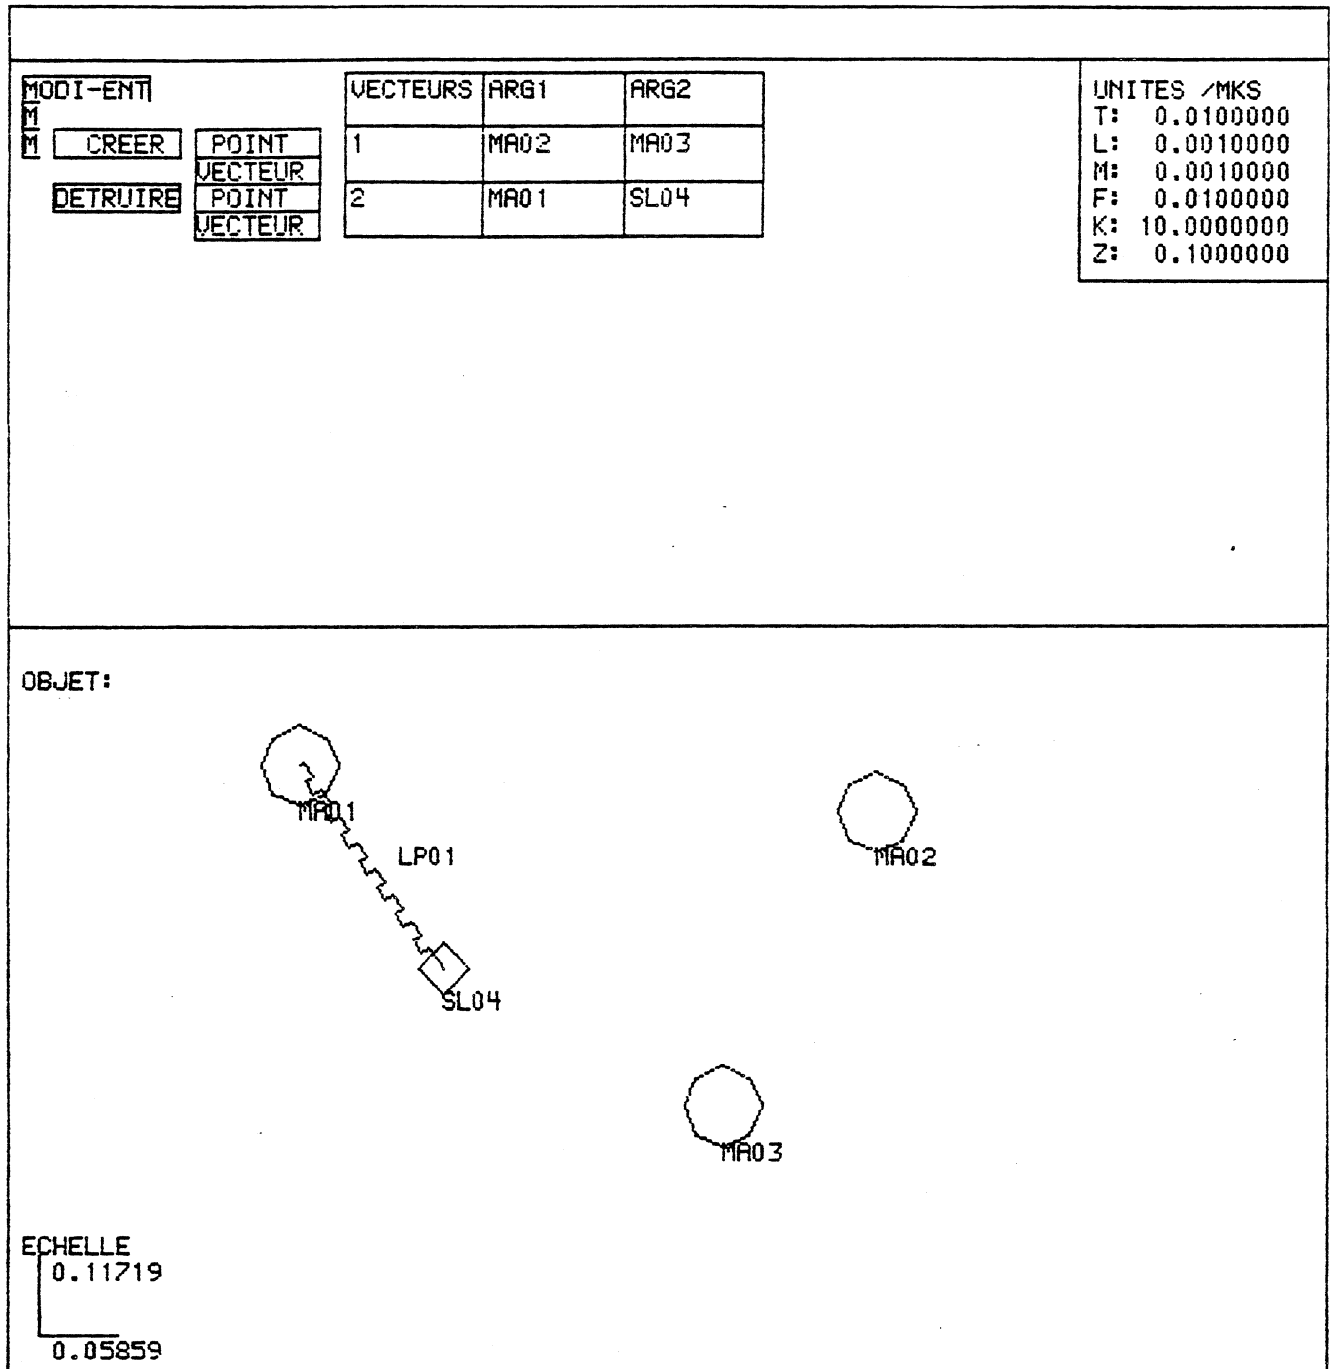 MODI-ENT
M
M CREER POINT
VECTEUR
DETRUIRE POINT
VECTEUR
VECTEURS ARG1 ARG2
1 MA02 MA03
2 MA01 SL04
UNITES /MKS
T: 0.0100000
L: 0.0010000
M: 0.0010000
F: 0.0100000
K: 10.0000000
Z: 0.1000000
OBJET:
MA01
LP01
MA02
SL04
MA03
ECHELLE
0.11719
0.05859